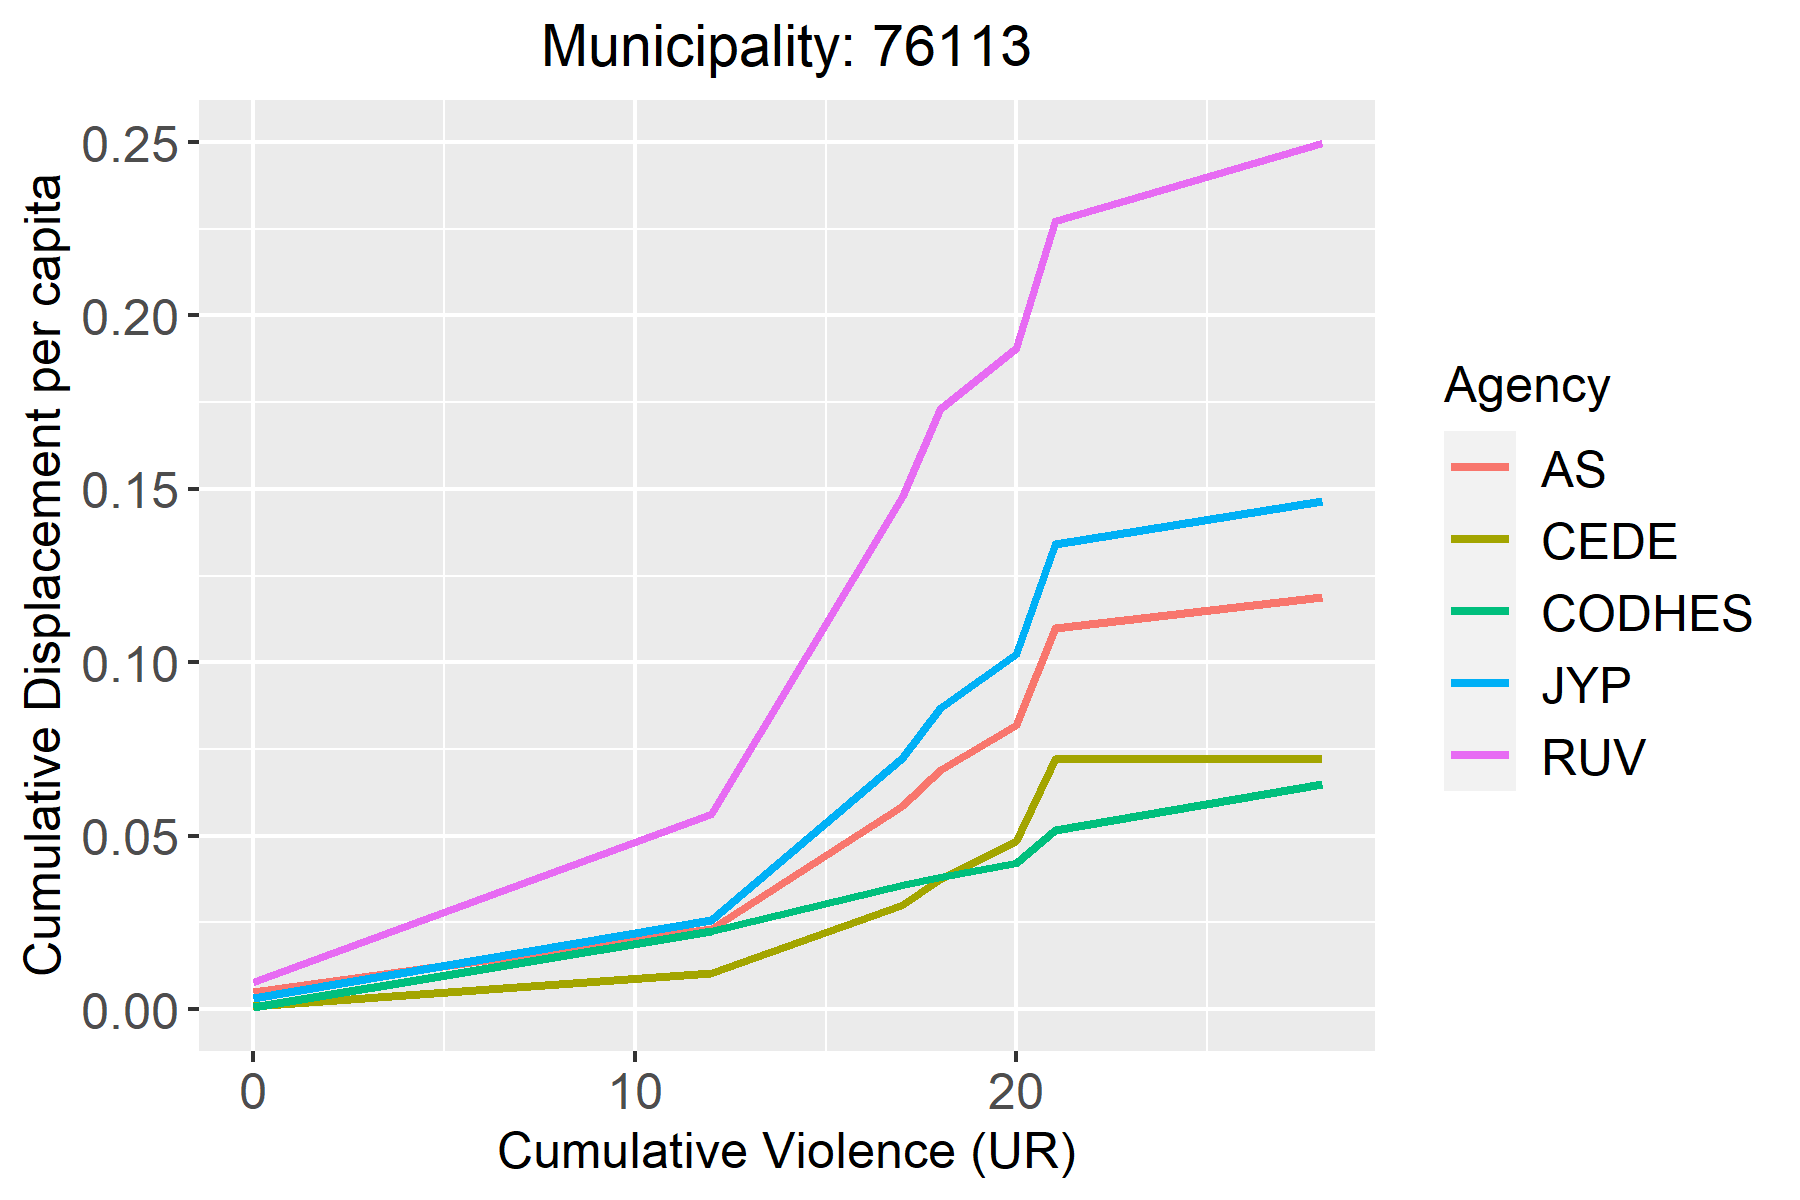 Municipality: 76113
Cumulative Displacement per capita
0.25
0.20
0.15
0.10
0.05
0.00
0
10
20
Cumulative Violence (UR)
Agency
AS
CEDE
CODHES
JYP
RUV